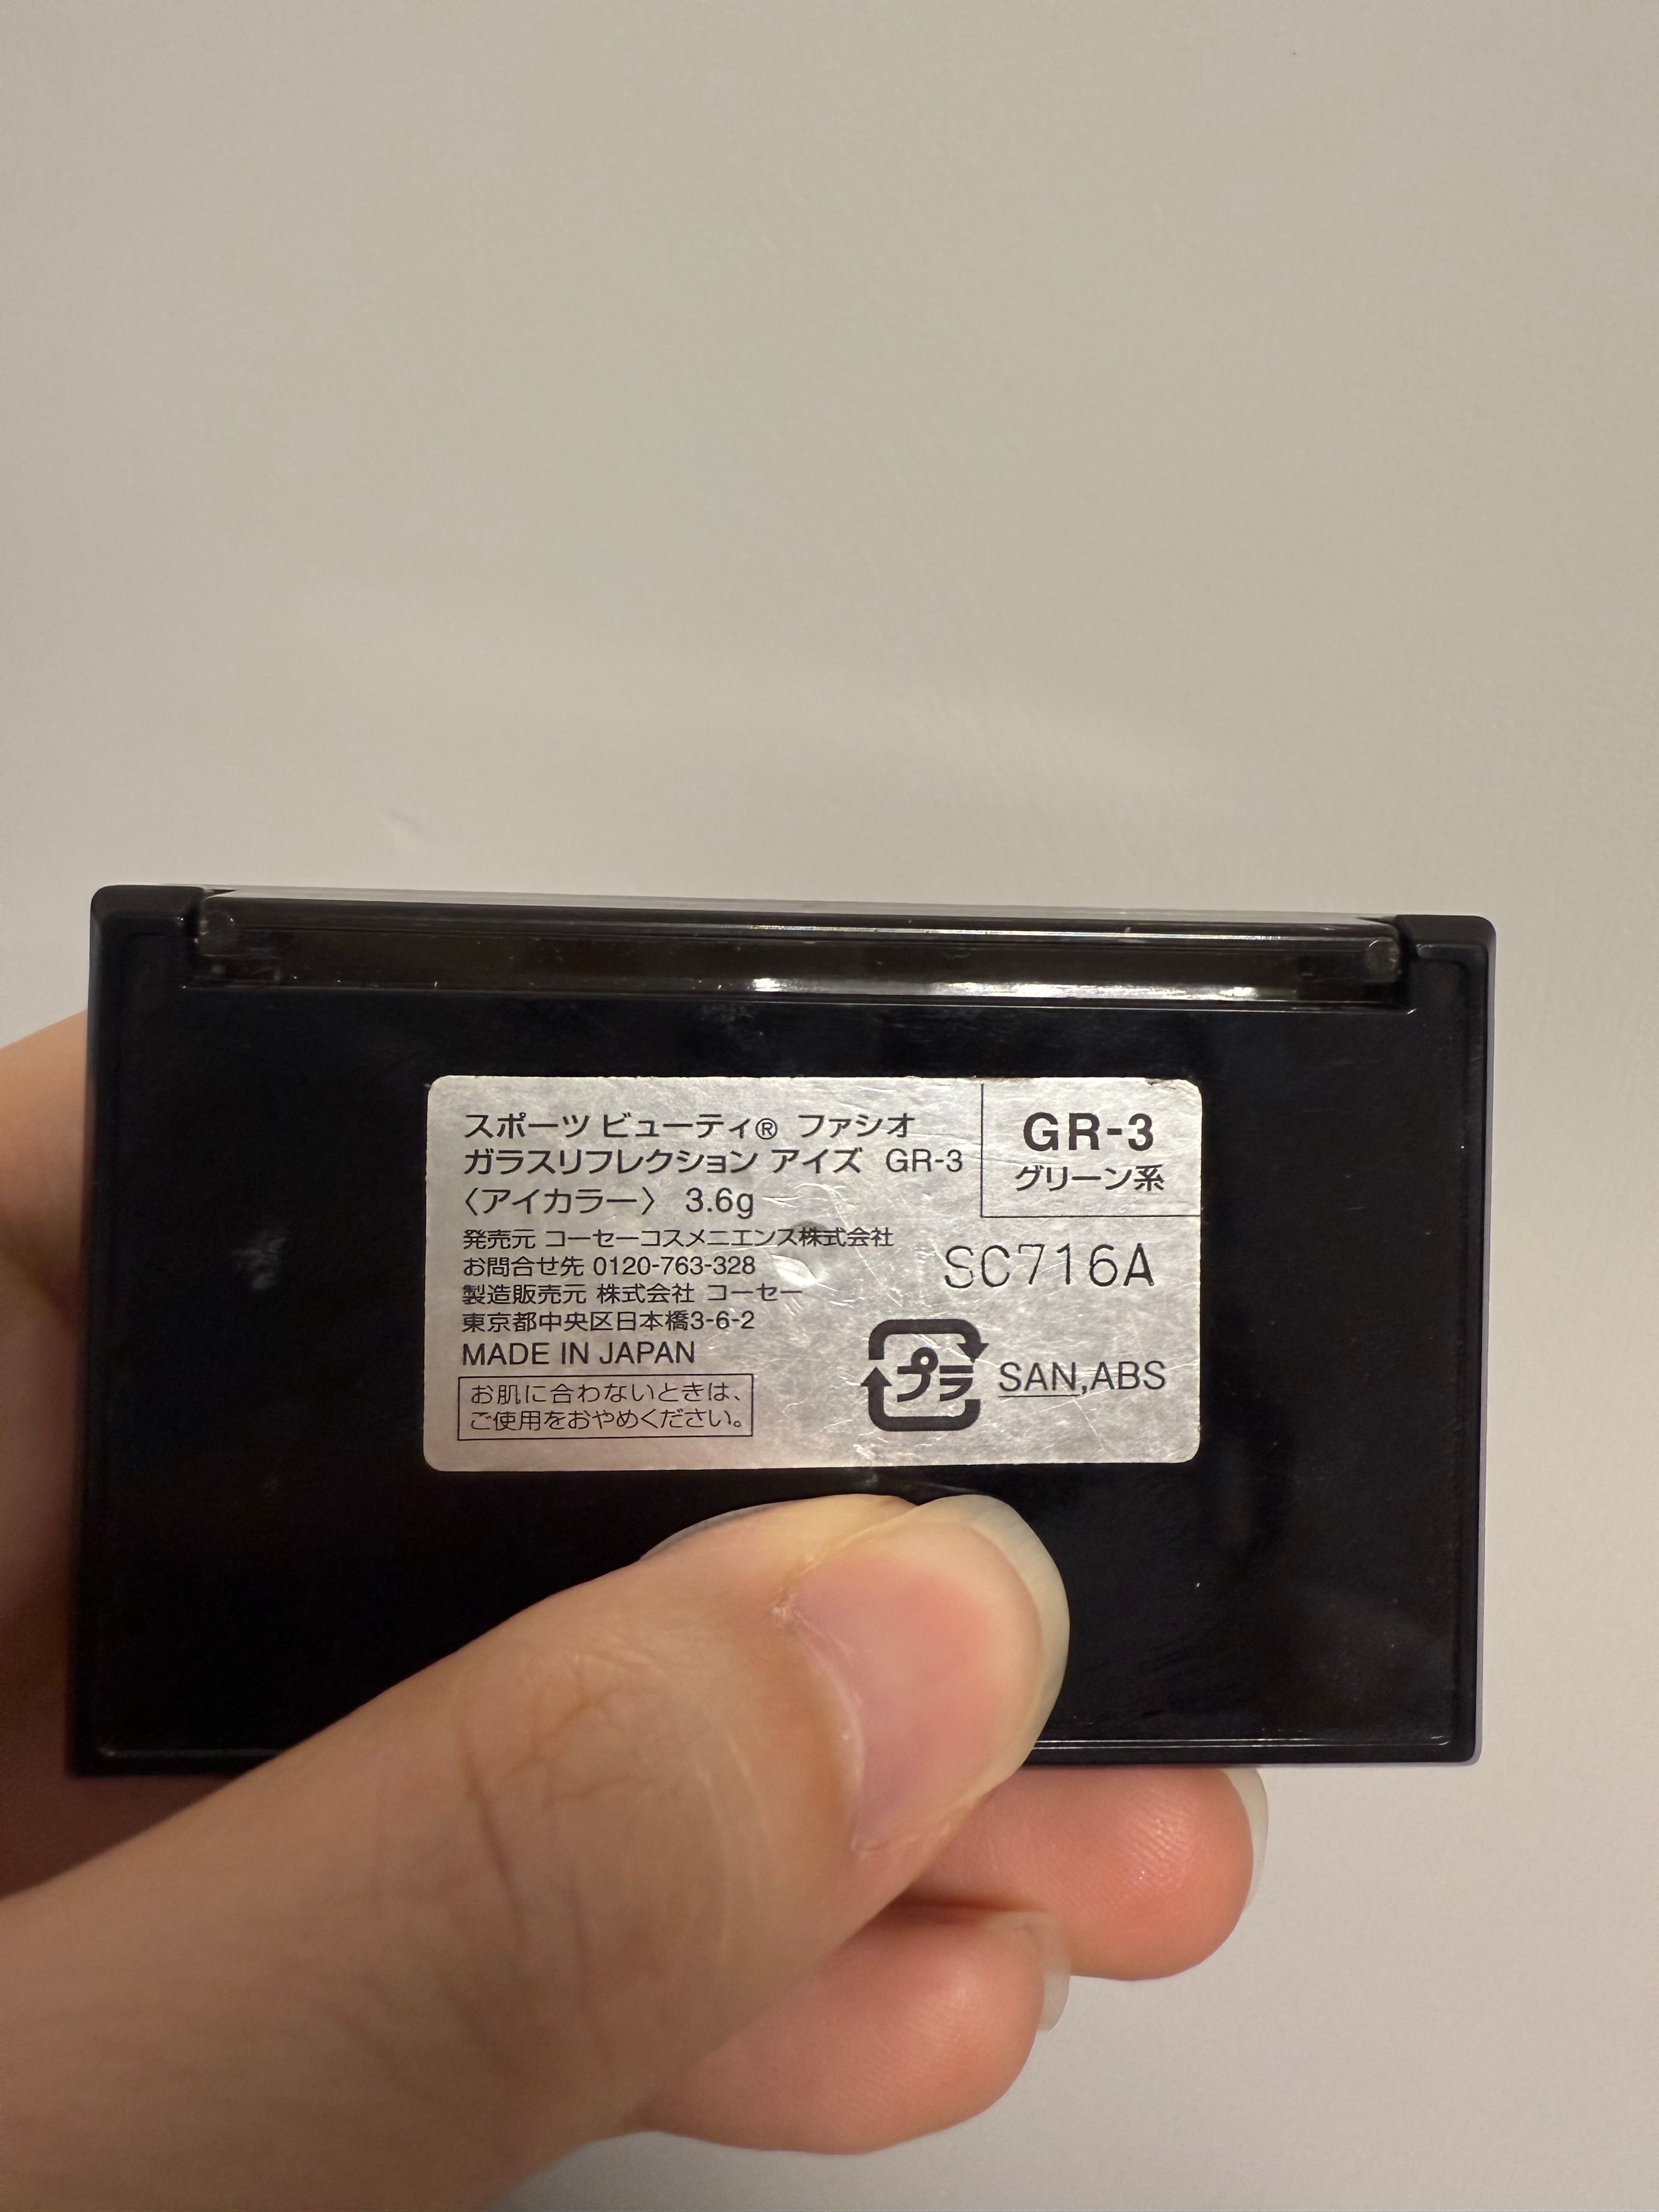 スポーツ ビューティ® ファシオ
ガラスリフレクション アイズ GR-3
〈アイカラー〉 3.6g
発売元 コーセーコスメニエンス株式会社
お問合せ先 0120-763-328
製造販売元 株式会社 コーセー
東京都中央区日本橋3-6-2
MADE IN JAPAN
お肌に合わないときは、
ご使用をおやめください。
GR-3
グリーン系
SC716A
プラ SAN,ABS